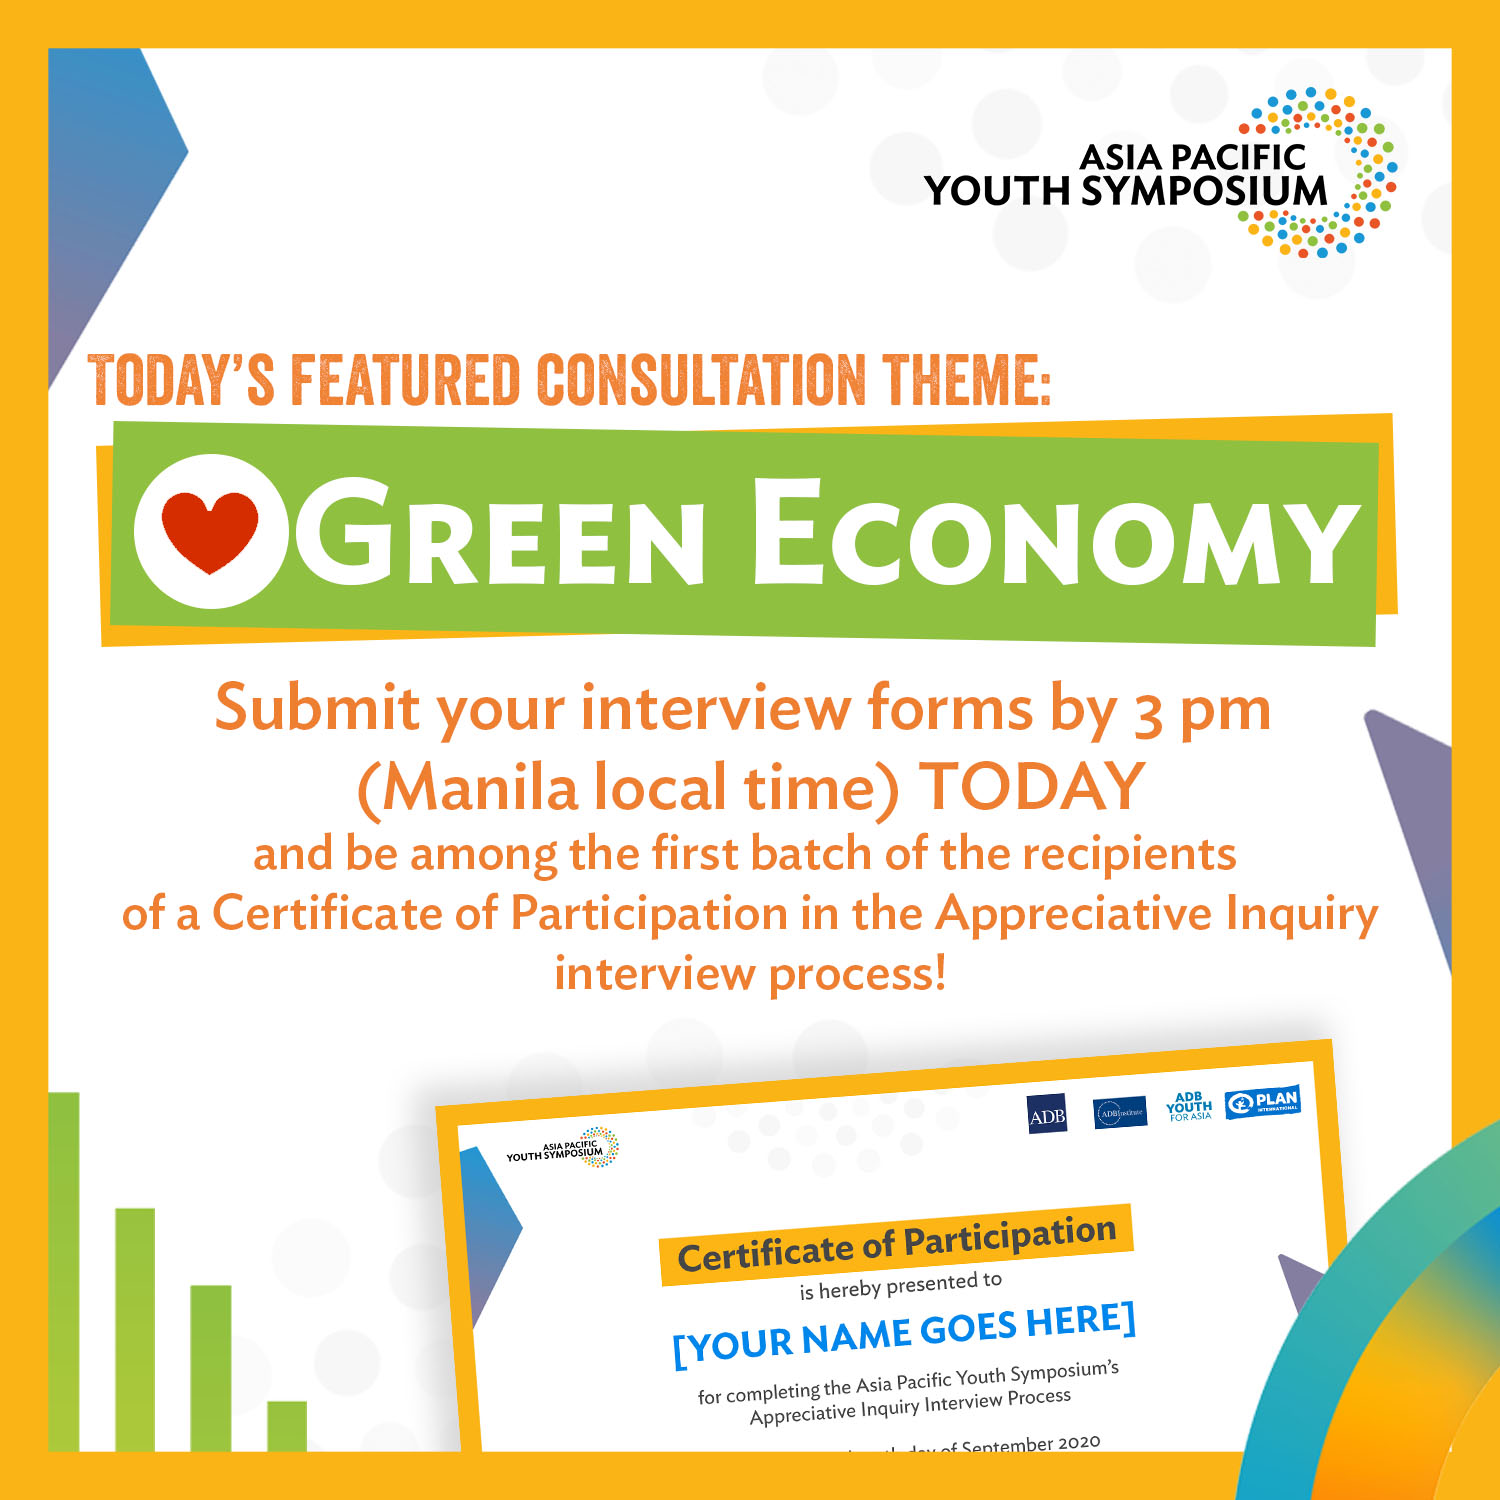 ASIA PACIFIC
YOUTH SYMPOSIUM
TODAY'S FEATURED CONSULTATION THEME:
GREEN ECONOMY
Submit your interview forms by 3 pm
(Manila local time) TODAY
and be among the first batch of the recipients
of a Certificate of Participation in the Appreciative Inquiry
interview process!
ASIA PACIFIC
YOUTH SYMPOSIUM
ADB
ADBInstitute
ADB
YOUTH
FOR ASIA
PLAN
INTERNATIONAL
Certificate of Participation
is hereby presented to
[YOUR NAME GOES HERE]
for completing the Asia Pacific Youth Symposium's
Appreciative Inquiry Interview Process
day of September 2020